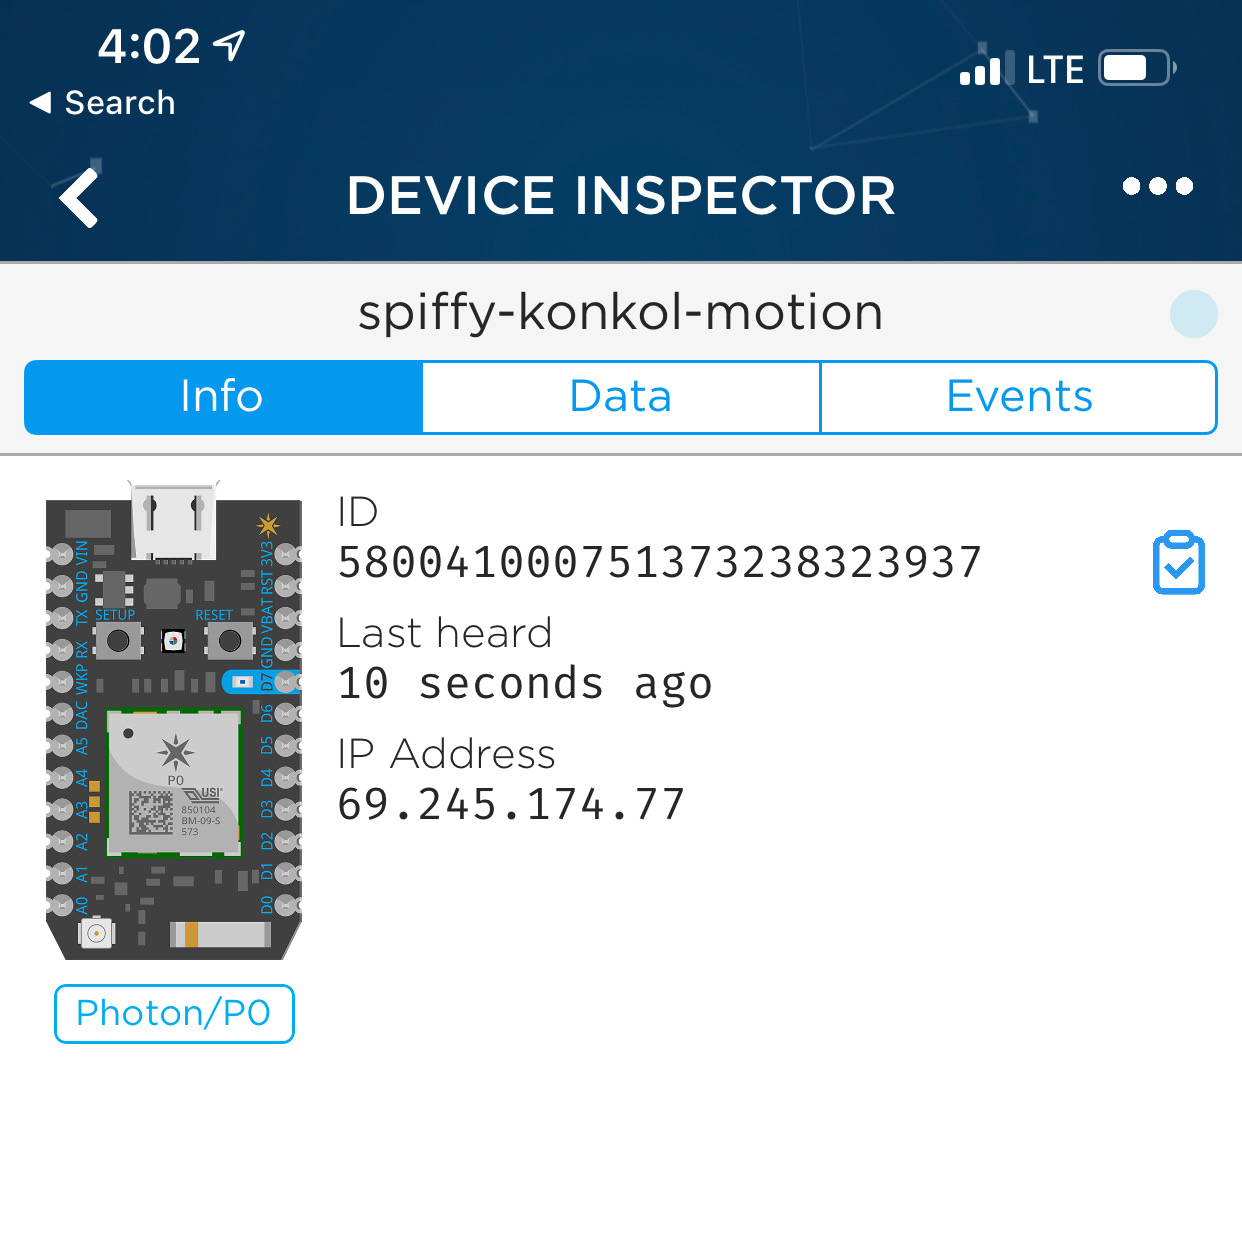 4:02
LTE
Search
DEVICE INSPECTOR
spiffy-konkol-motion
Info
Data
Events
ID
580041000751373238323937
Last heard
10 seconds ago
IP Address
69.245.174.77
VIN
GND
TX
RX
WKP
DAC
A5
A4
A3
A2
A1
A0
3V3
RST
VBAT
GND
D7
D6
D5
D4
D3
D2
D1
D0
SETUP
RESET
P0
USI
850104
BM-09-S
573
Photon/P0